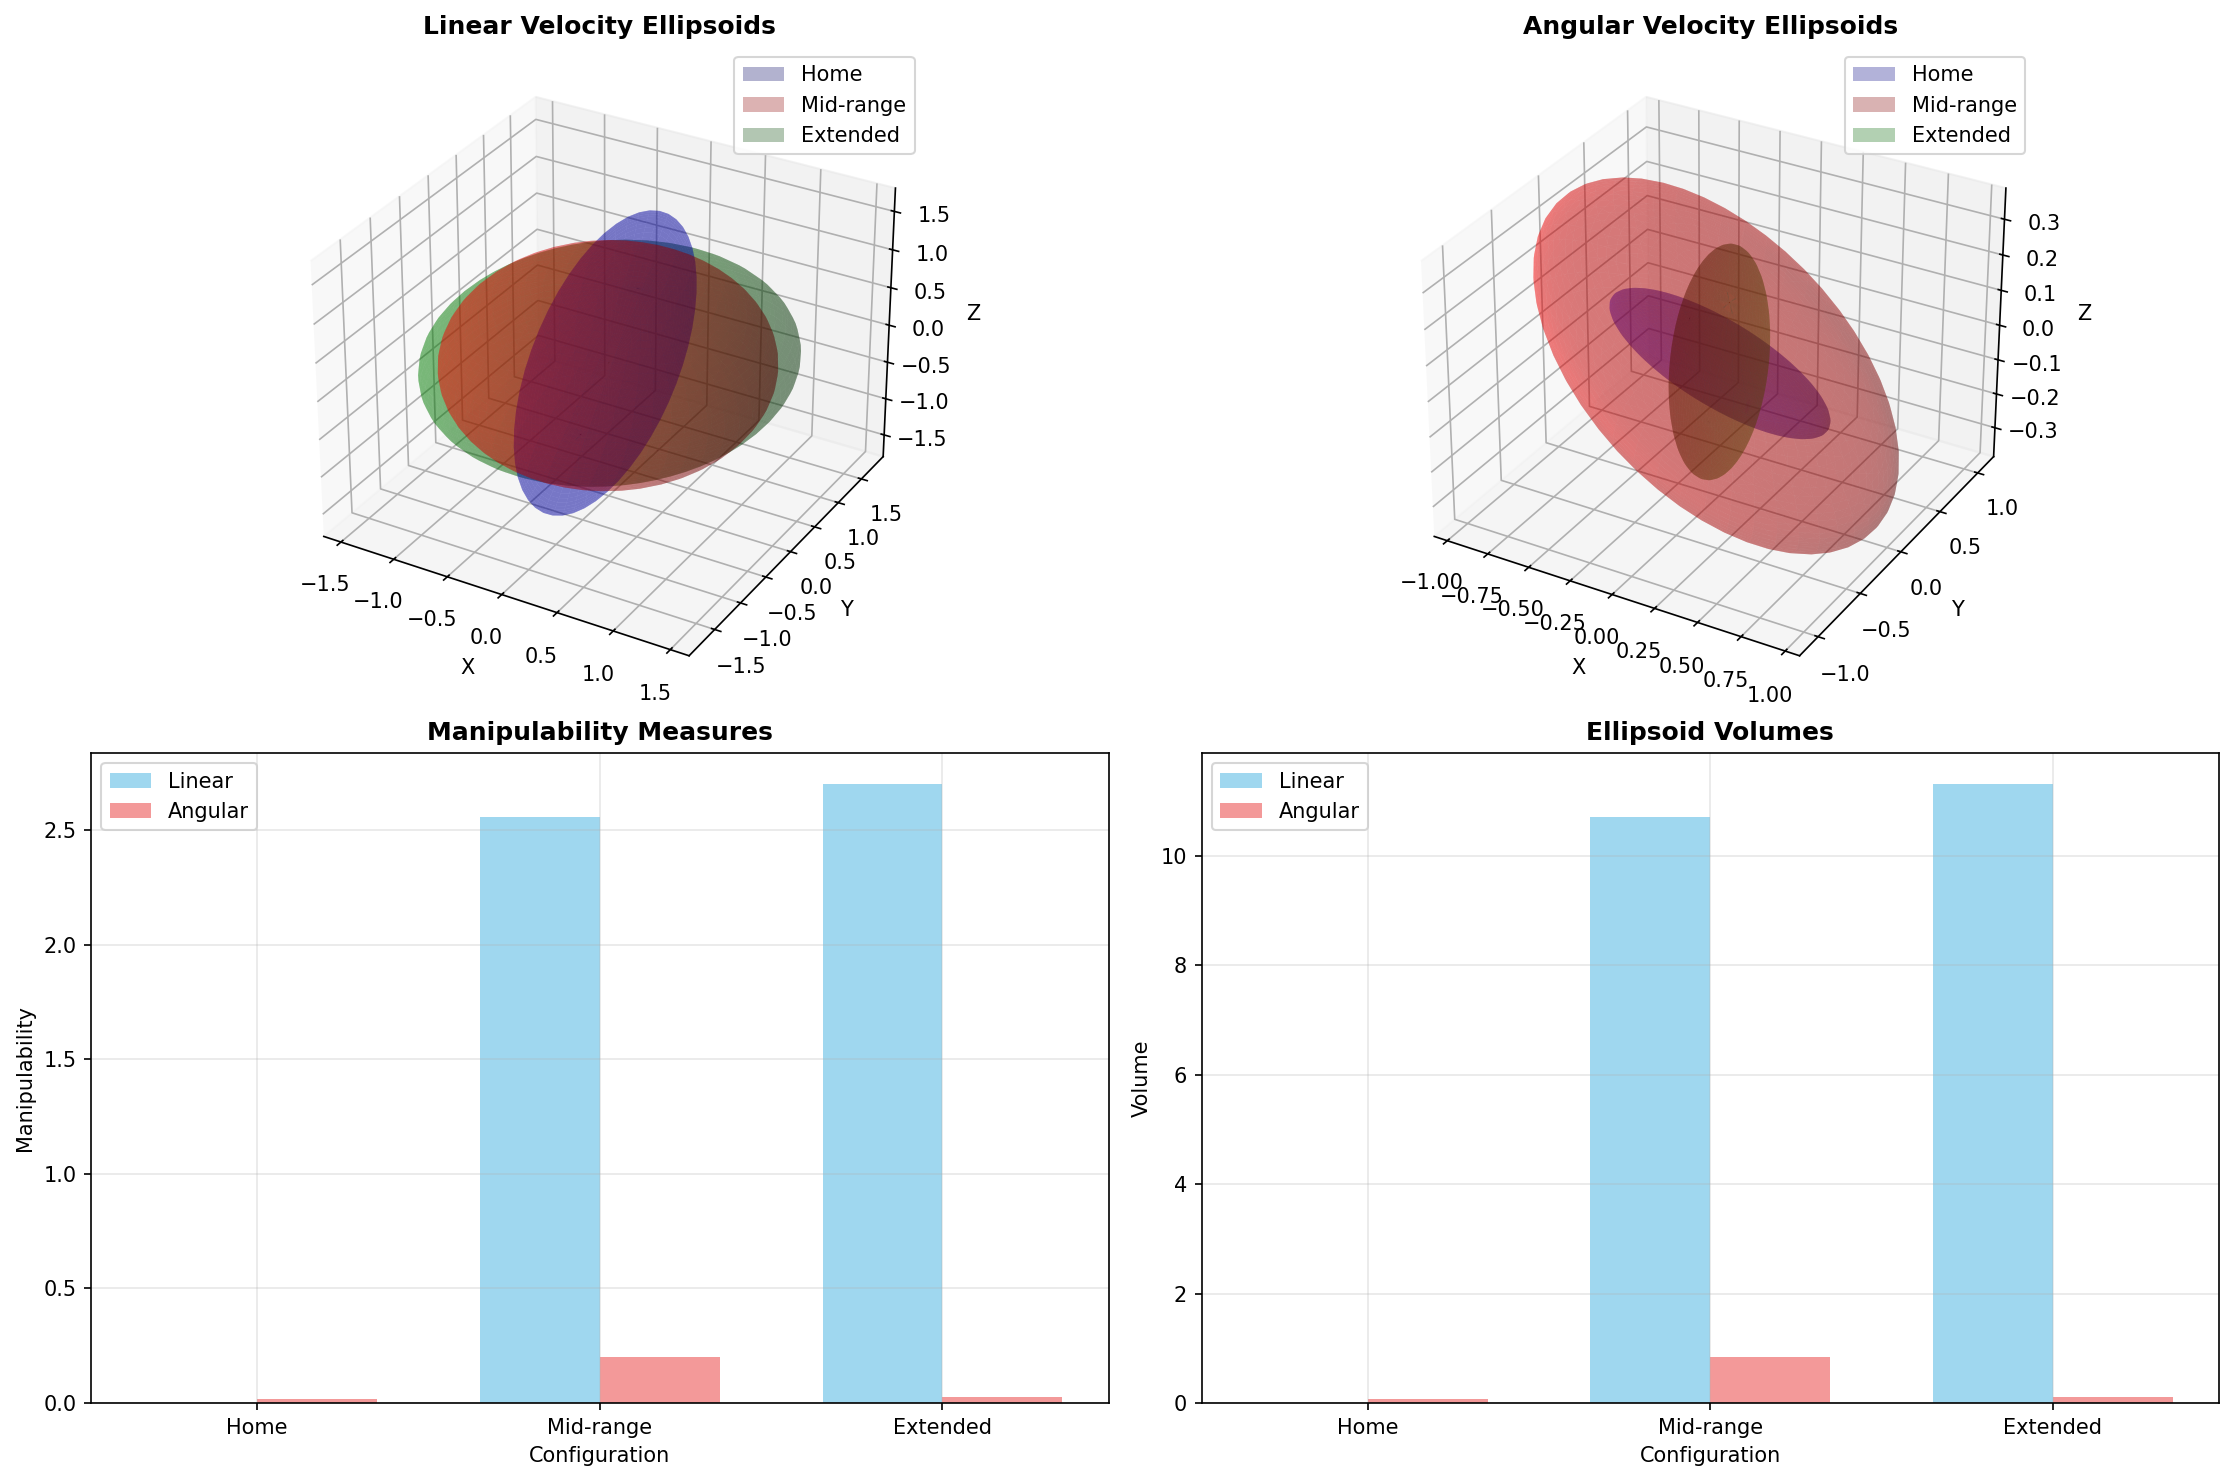 Linear Velocity Ellipsoids
Home
Mid-range
Extended
1.5
1.0
0.5
0.0
−0.5
−1.0
−1.5
Z
1.5
1.0
0.5
0.0
−0.5
−1.0
−1.5
Y
−1.5
−1.0
−0.5
0.0
0.5
1.0
1.5
X
Angular Velocity Ellipsoids
Home
Mid-range
Extended
0.3
0.2
0.1
0.0
−0.1
−0.2
−0.3
Z
1.0
0.5
0.0
−0.5
−1.0
Y
−1.00
−0.75
−0.50
−0.25
0.00
0.25
0.50
0.75
1.00
X
Manipulability Measures
Linear
Angular
2.5
2.0
1.5
1.0
0.5
0.0
Manipulability
Home
Mid-range
Extended
Configuration
Ellipsoid Volumes
Linear
Angular
10
8
6
4
2
0
Volume
Home
Mid-range
Extended
Configuration